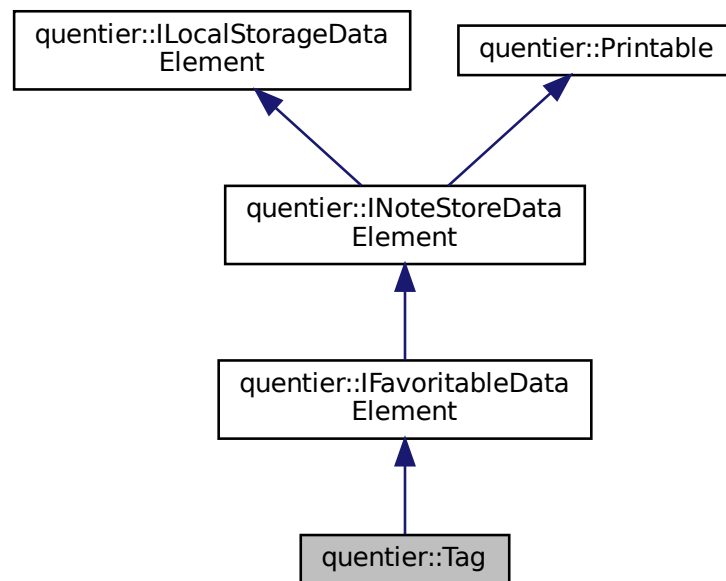 quentier::ILocalStorageData
Element
quentier::Printable
quentier::INoteStoreData
Element
quentier::IFavoritableData
Element
quentier::Tag